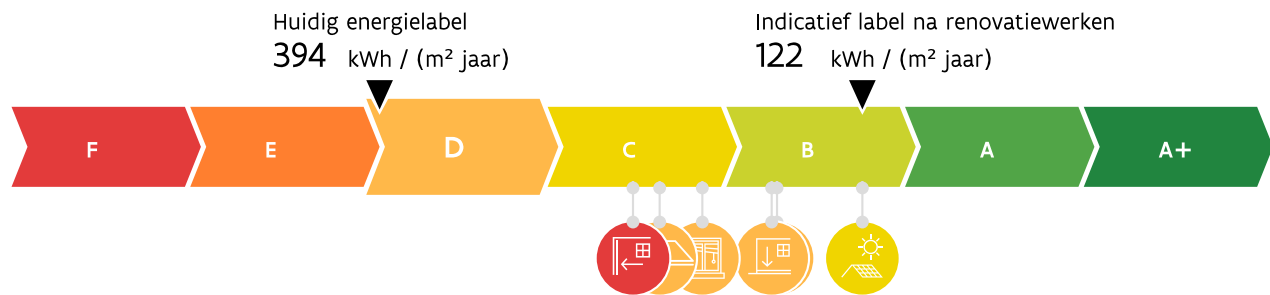 Huidig energielabel
394 kWh / (m² jaar)
Indicatief label na renovatiewerken
122 kWh / (m² jaar)
F E D C B A A+